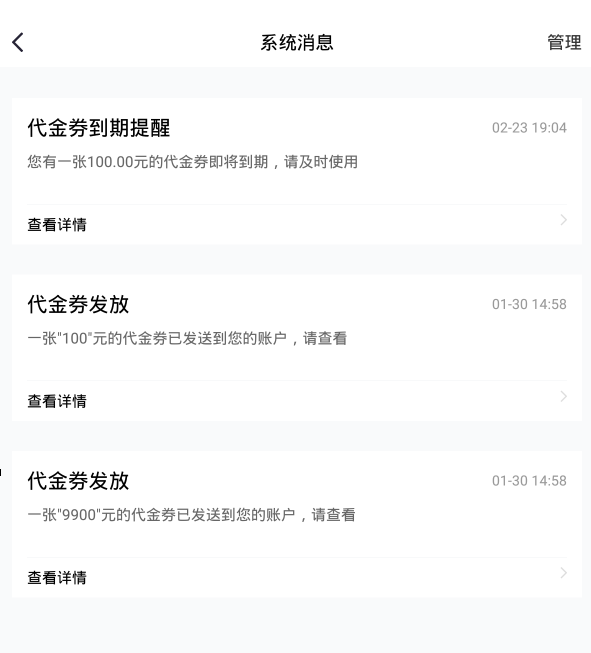 系统消息
管理
代金券到期提醒
02-23 19:04
您有一张100.00元的代金券即将到期，请及时使用
查看详情
代金券发放
01-30 14:58
一张"100"元的代金券已发送到您的账户，请查看
查看详情
代金券发放
01-30 14:58
一张"9900"元的代金券已发送到您的账户，请查看
查看详情